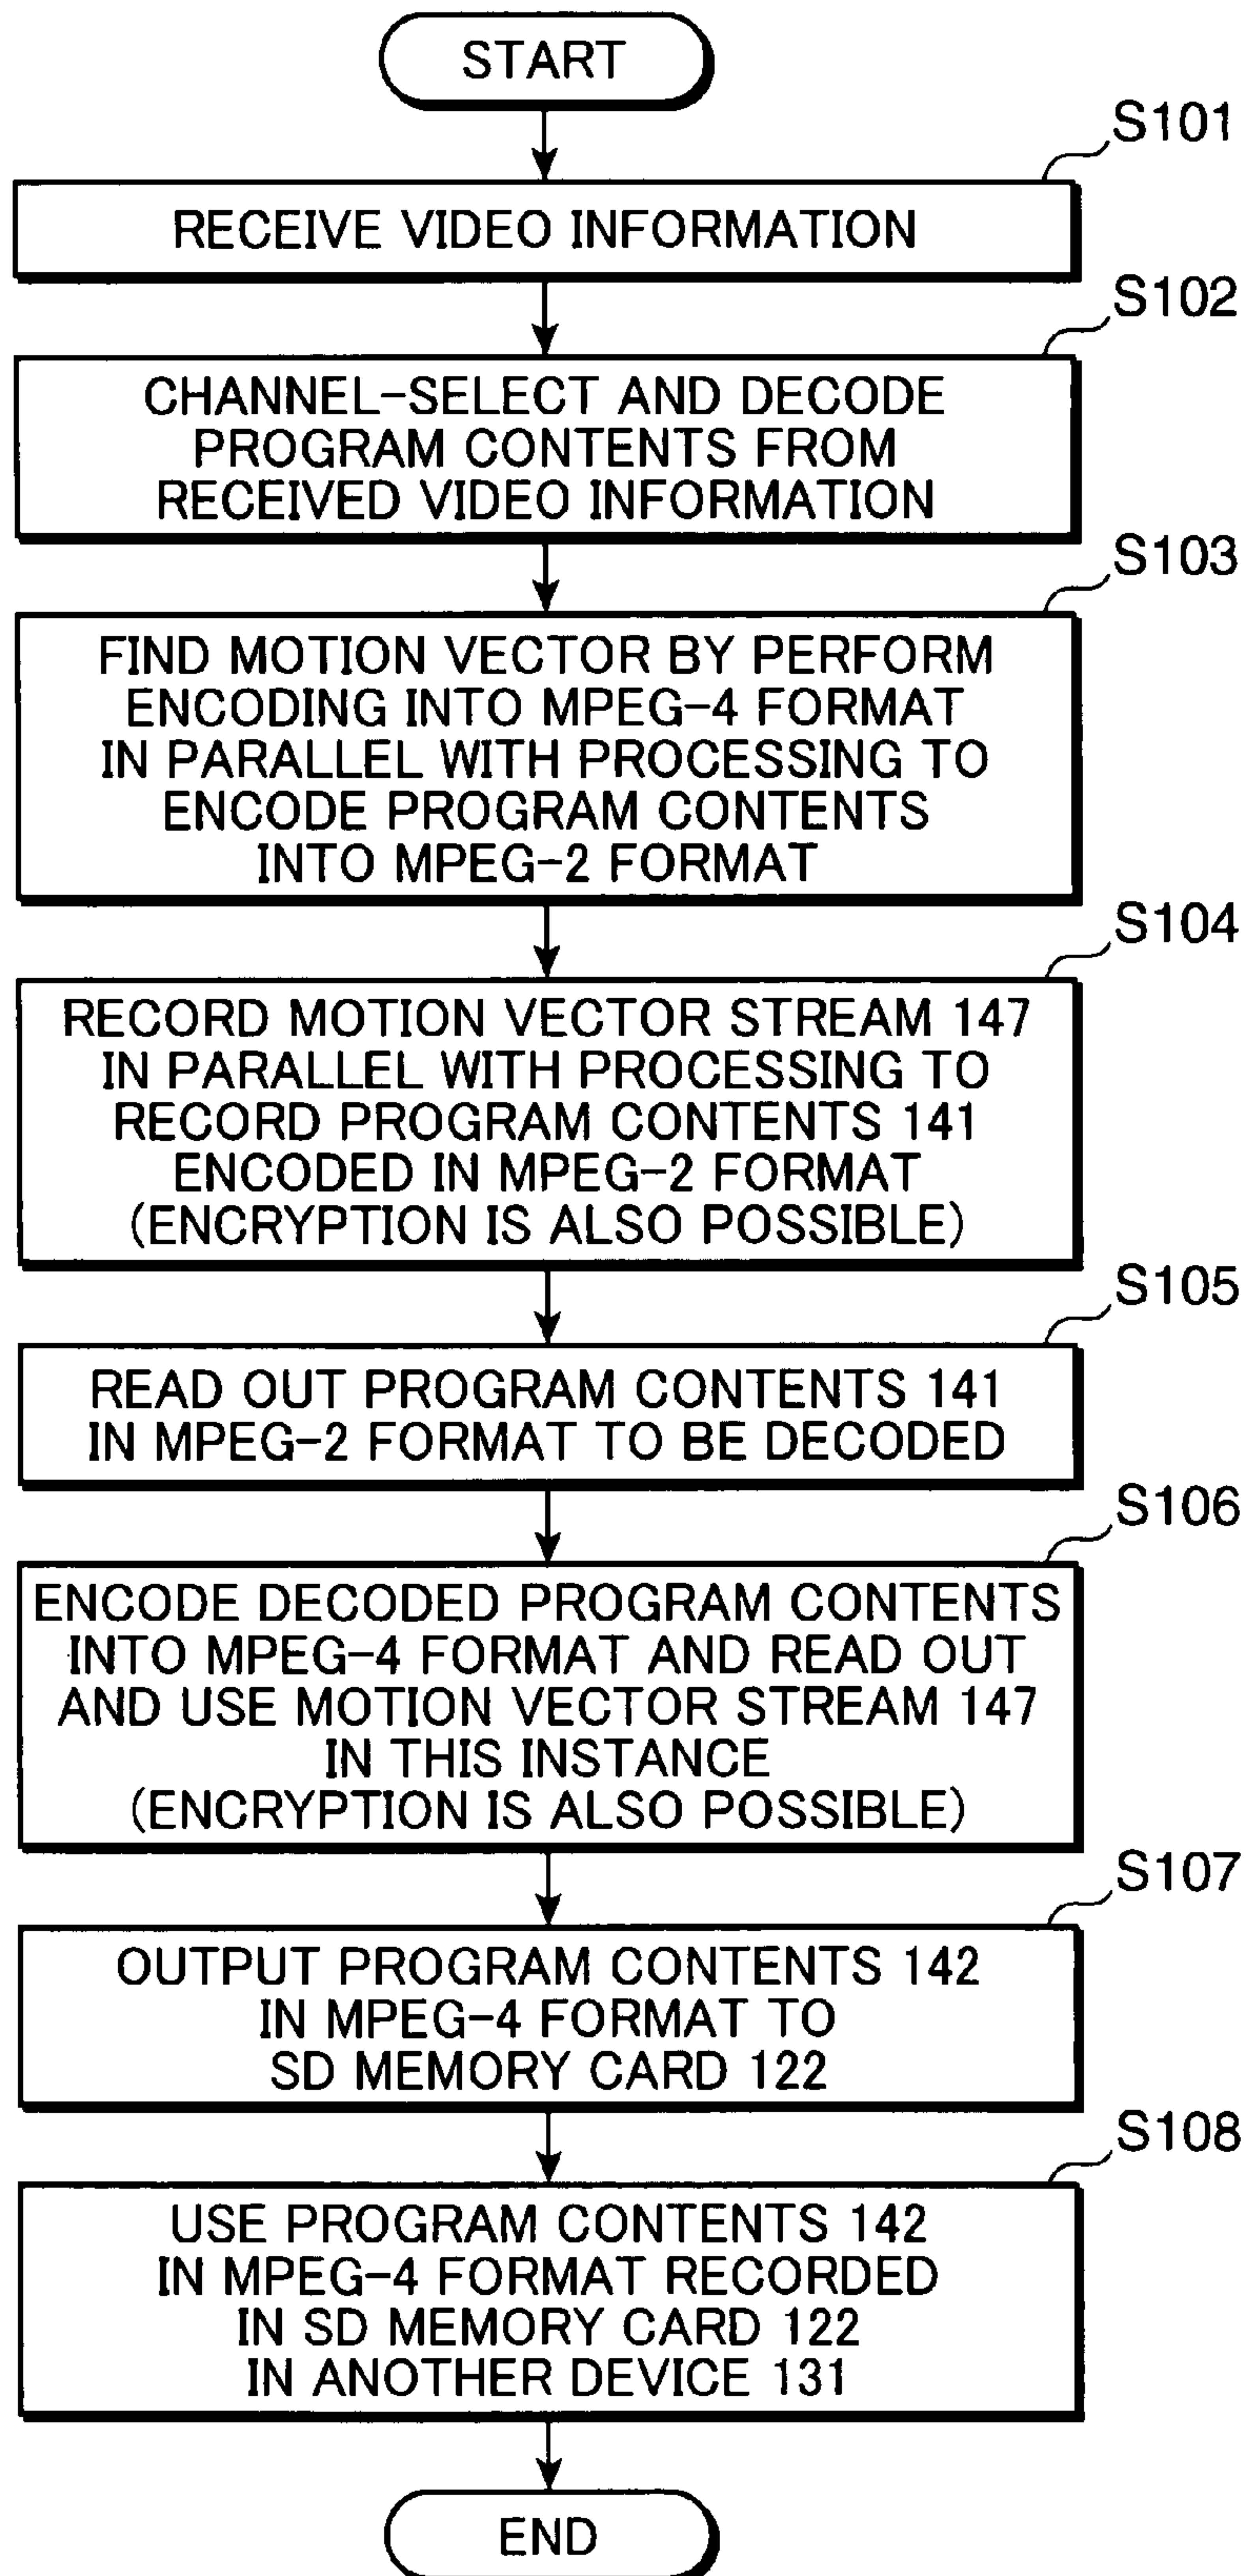 START
S101
RECEIVE VIDEO INFORMATION
S102
CHANNEL-SELECT AND DECODE
PROGRAM CONTENTS FROM
RECEIVED VIDEO INFORMATION
S103
FIND MOTION VECTOR BY PERFORM
ENCODING INTO MPEG-4 FORMAT
IN PARALLEL WITH PROCESSING TO
ENCODE PROGRAM CONTENTS
INTO MPEG-2 FORMAT
S104
RECORD MOTION VECTOR STREAM 147
IN PARALLEL WITH PROCESSING TO
RECORD PROGRAM CONTENTS 141
ENCODED IN MPEG-2 FORMAT
(ENCRYPTION IS ALSO POSSIBLE)
S105
READ OUT PROGRAM CONTENTS 141
IN MPEG-2 FORMAT TO BE DECODED
S106
ENCODE DECODED PROGRAM CONTENTS
INTO MPEG-4 FORMAT AND READ OUT
AND USE MOTION VECTOR STREAM 147
IN THIS INSTANCE
(ENCRYPTION IS ALSO POSSIBLE)
S107
OUTPUT PROGRAM CONTENTS 142
IN MPEG-4 FORMAT TO
SD MEMORY CARD 122
S108
USE PROGRAM CONTENTS 142
IN MPEG-4 FORMAT RECORDED
IN SD MEMORY CARD 122
IN ANOTHER DEVICE 131
END